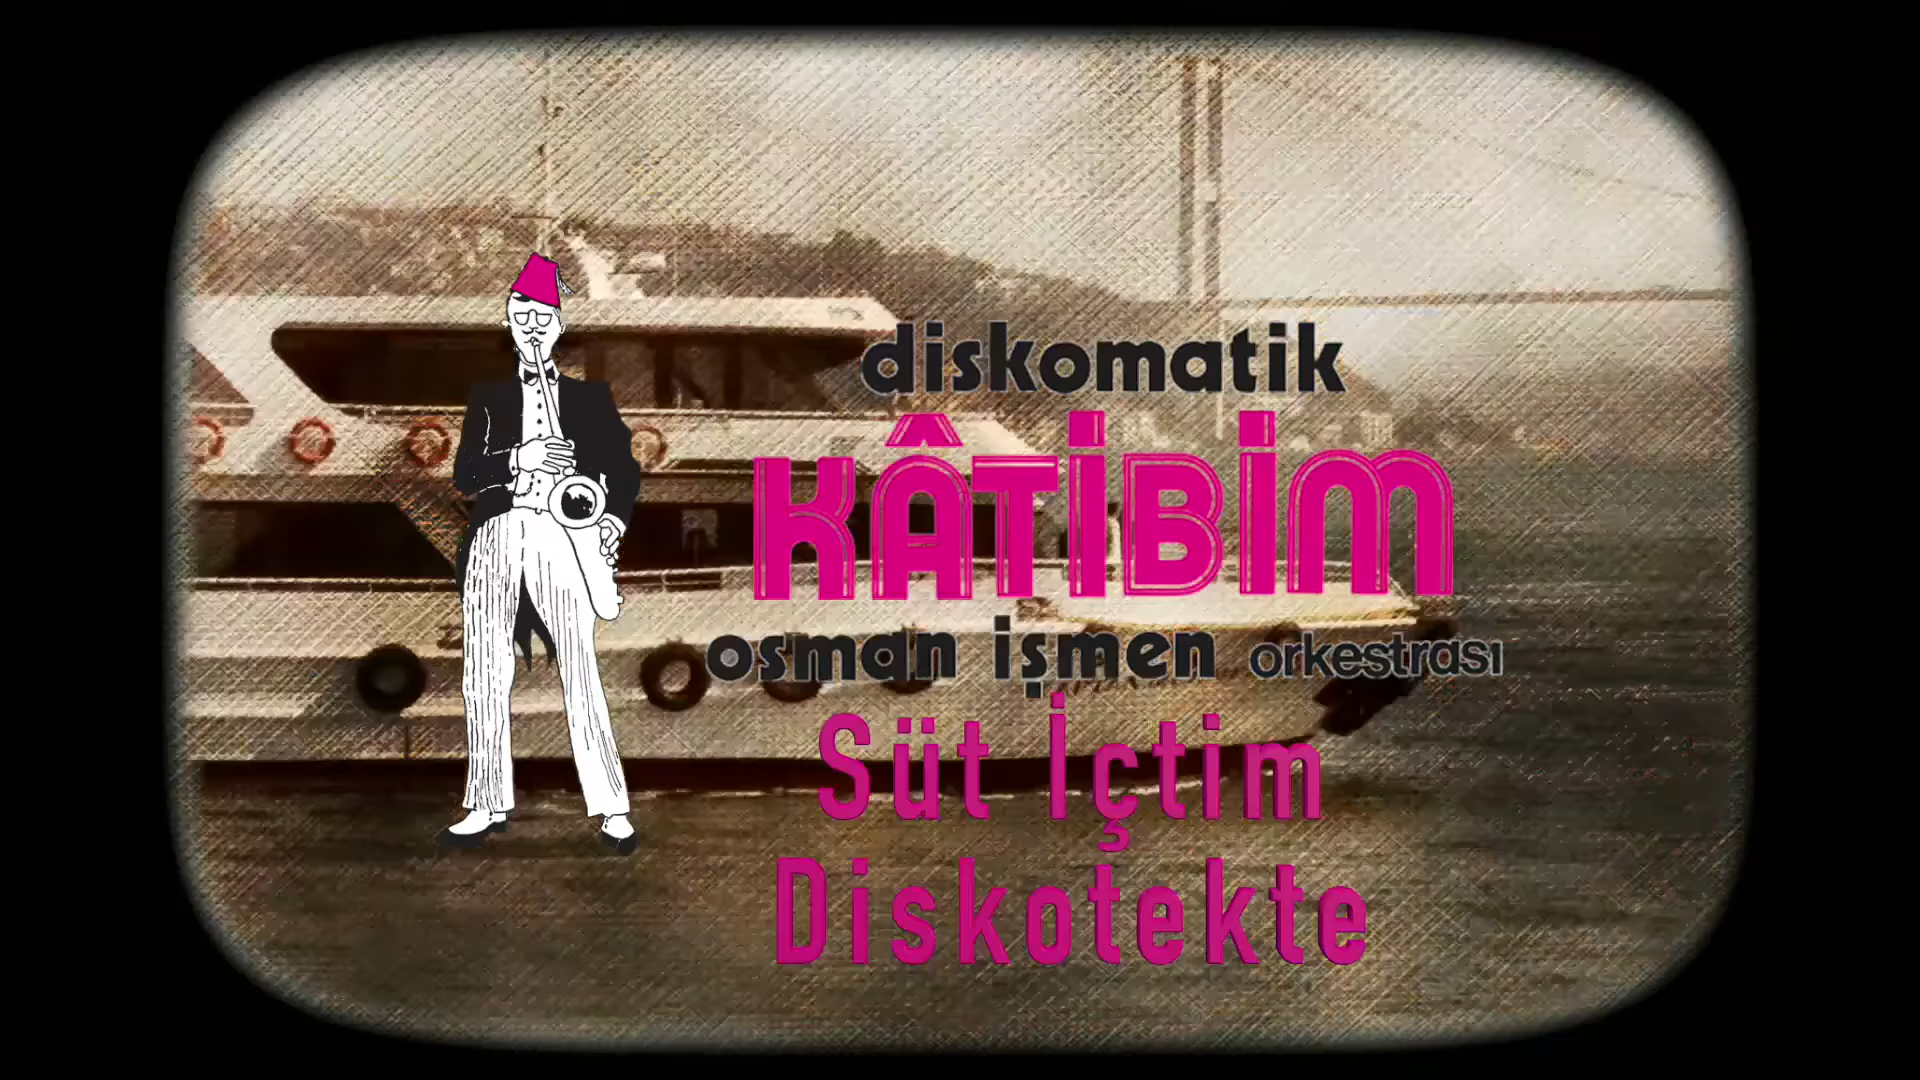 diskomatik
KÂTİBİM
osman işmen orkestrası
Süt İçtim
Diskotekte